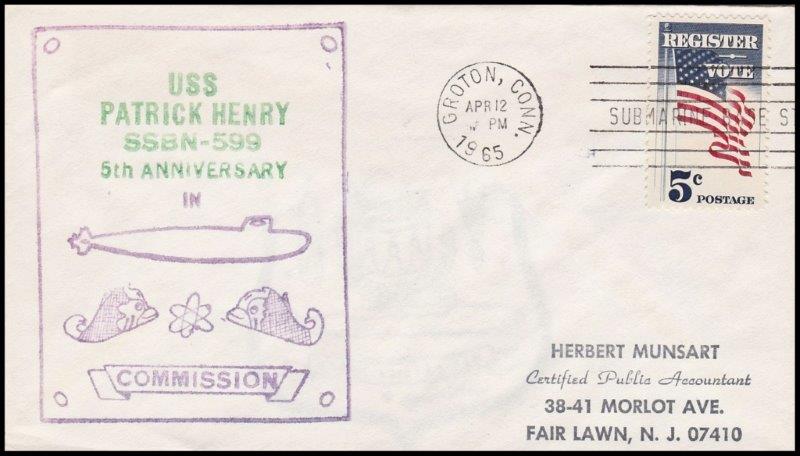 USS
PATRICK HENRY
SSBN-599
5th ANNIVERSARY
IN
COMMISSION
GROTON, CONN.
APR 12
PM
1965
SUBMARINE
REGISTER
VOTE
5c POSTAGE
HERBERT MUNSART
Certified Public Accountant
38-41 MORLOT AVE.
FAIR LAWN, N. J. 07410